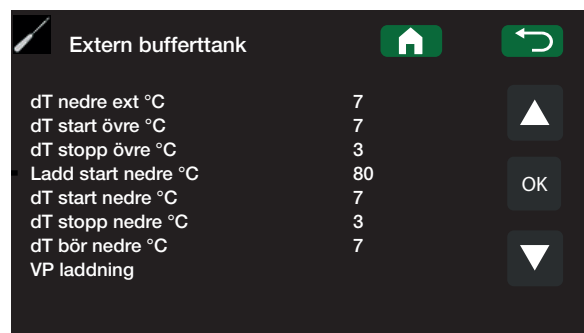 Extern bufferttank
dT nedre ext °C 7
dT start övre °C 7
dT stopp övre °C 3
Ladd start nedre °C 80
dT start nedre °C 7
dT stopp nedre °C 3
dT bör nedre °C 7
VP laddning
OK